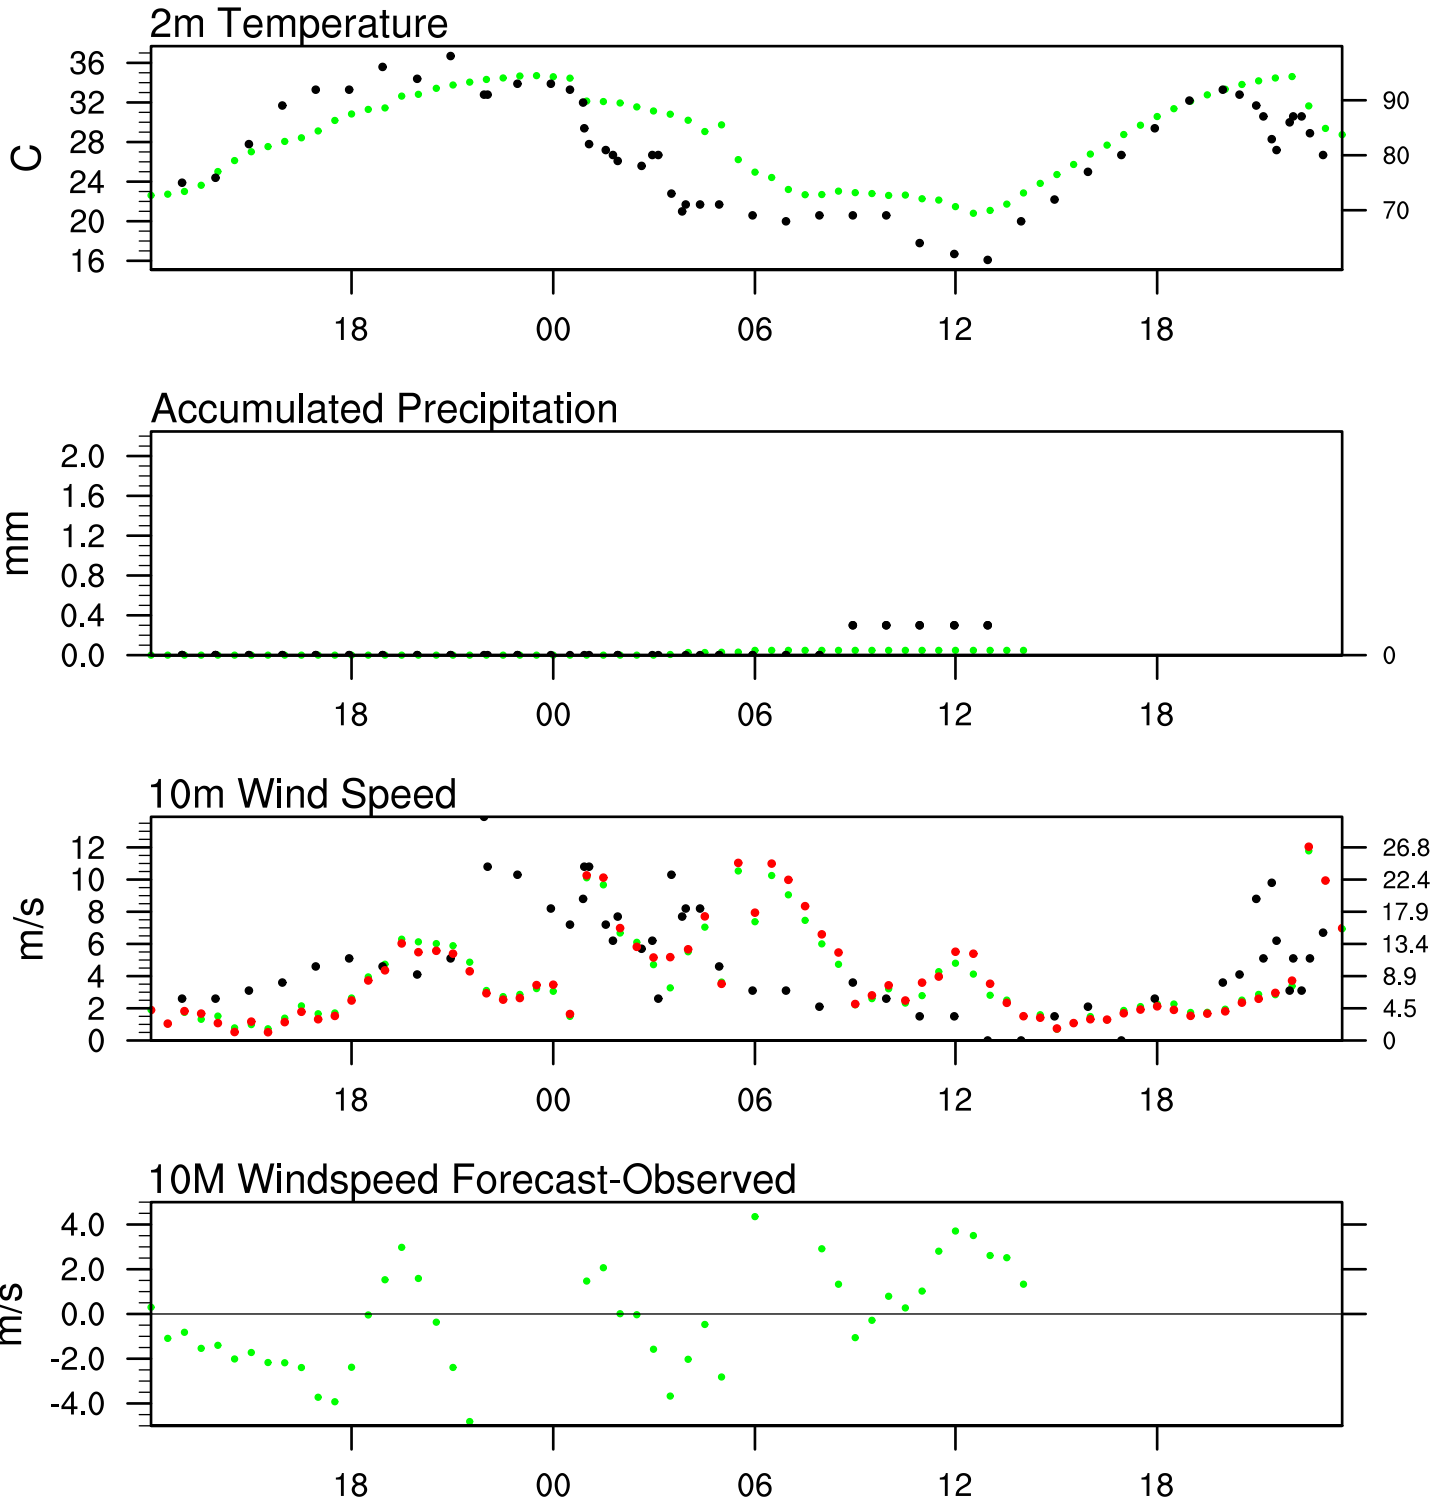 2m Temperature
36
32
28
24
20
16
C
90
80
70
18 00 06 12 18
Accumulated Precipitation
2.0
1.6
1.2
0.8
0.4
0.0
mm
0
18 00 06 12 18
10m Wind Speed
12
10
8
6
4
2
0
m/s
26.8
22.4
17.9
13.4
8.9
4.5
0
18 00 06 12 18
10M Windspeed Forecast-Observed
4.0
2.0
0.0
-2.0
-4.0
m/s
18 00 06 12 18